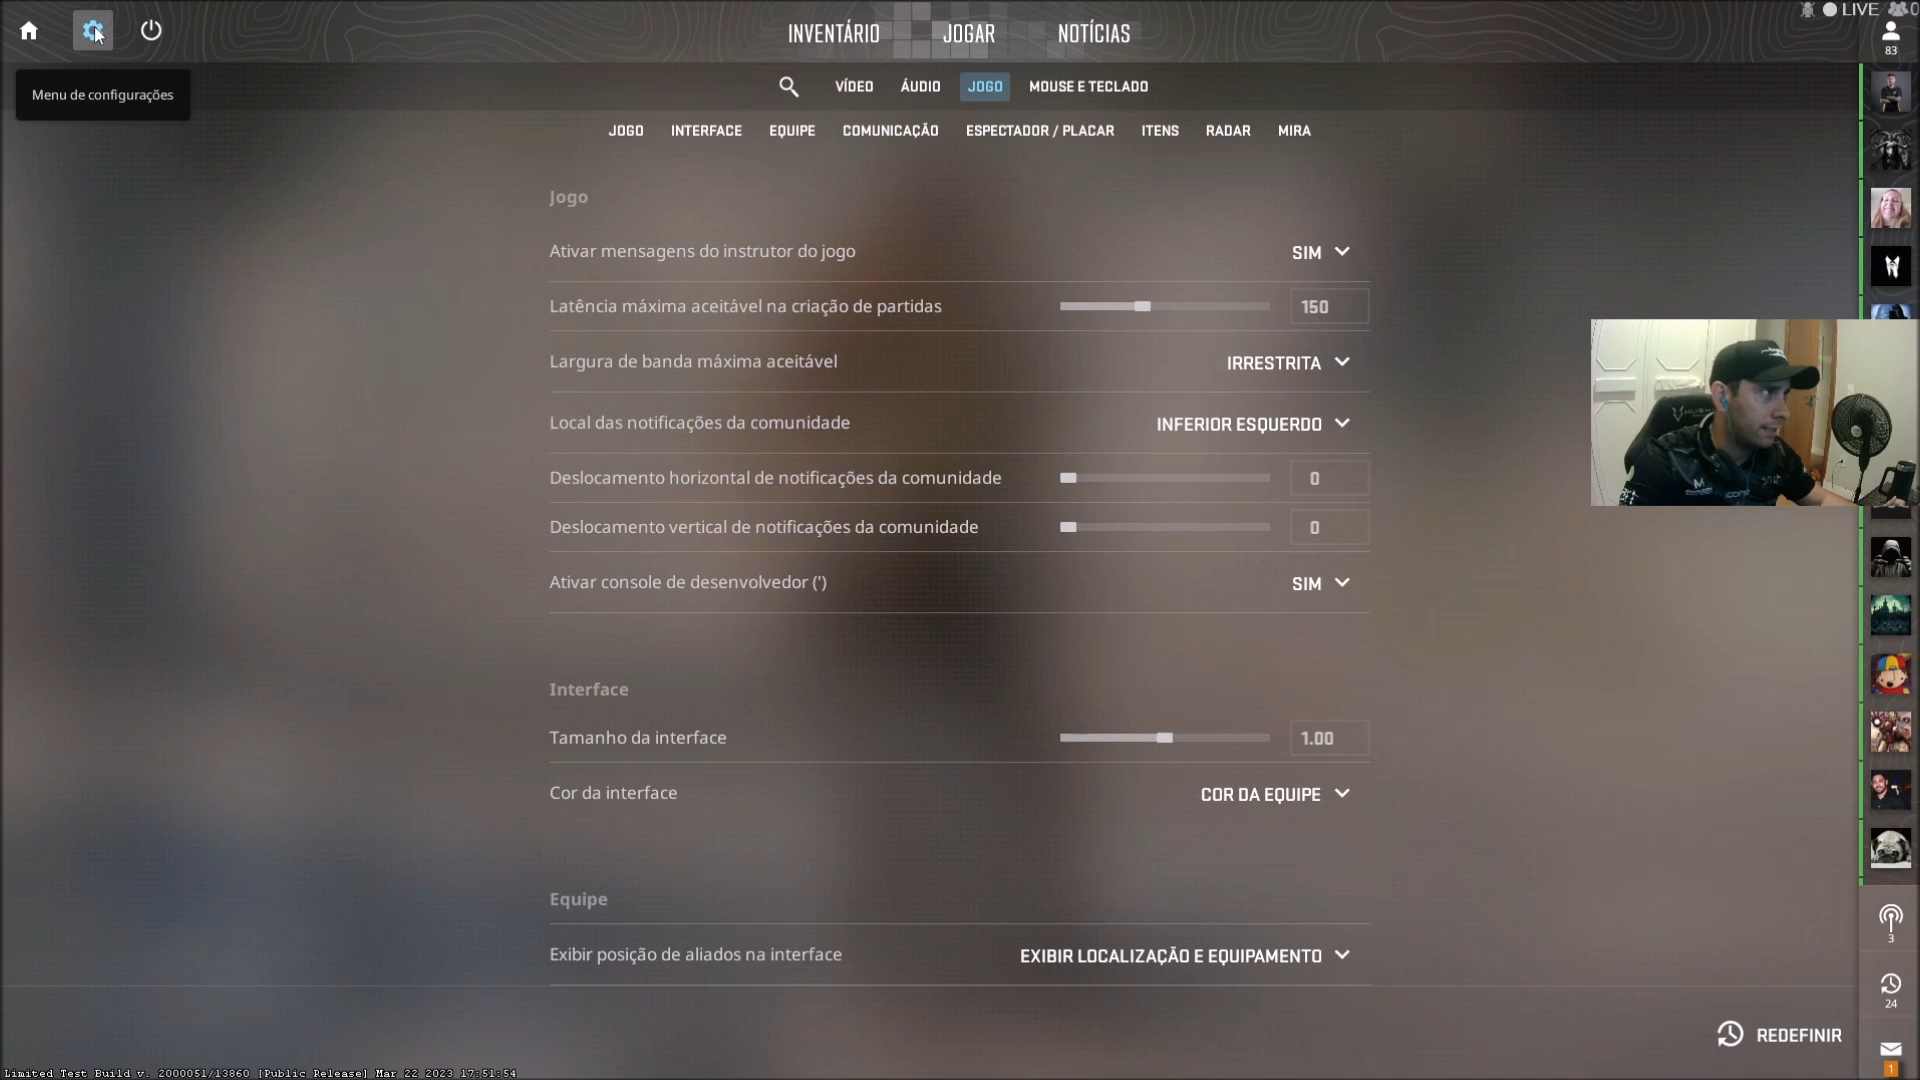 LIVE 0
INVENTÁRIO JOGAR NOTÍCIAS
83
Menu de configurações
VÍDEO ÁUDIO JOGO MOUSE E TECLADO
JOGO INTERFACE EQUIPE COMUNICAÇÃO ESPECTADOR / PLACAR ITENS RADAR MIRA
Jogo
Ativar mensagens do instrutor do jogo SIM
Latência máxima aceitável na criação de partidas 150
Largura de banda máxima aceitável IRRESTRITA
Local das notificações da comunidade INFERIOR ESQUERDO
Deslocamento horizontal de notificações da comunidade 0
Deslocamento vertical de notificações da comunidade 0
Ativar console de desenvolvedor (') SIM
Interface
Tamanho da interface 1.00
Cor da interface COR DA EQUIPE
Equipe
Exibir posição de aliados na interface EXIBIR LOCALIZAÇÃO E EQUIPAMENTO
3
24
REDEFINIR
1
Limited Test Build v. 2000051/13860 [Public Release] Mar 22 2023 17:51:54